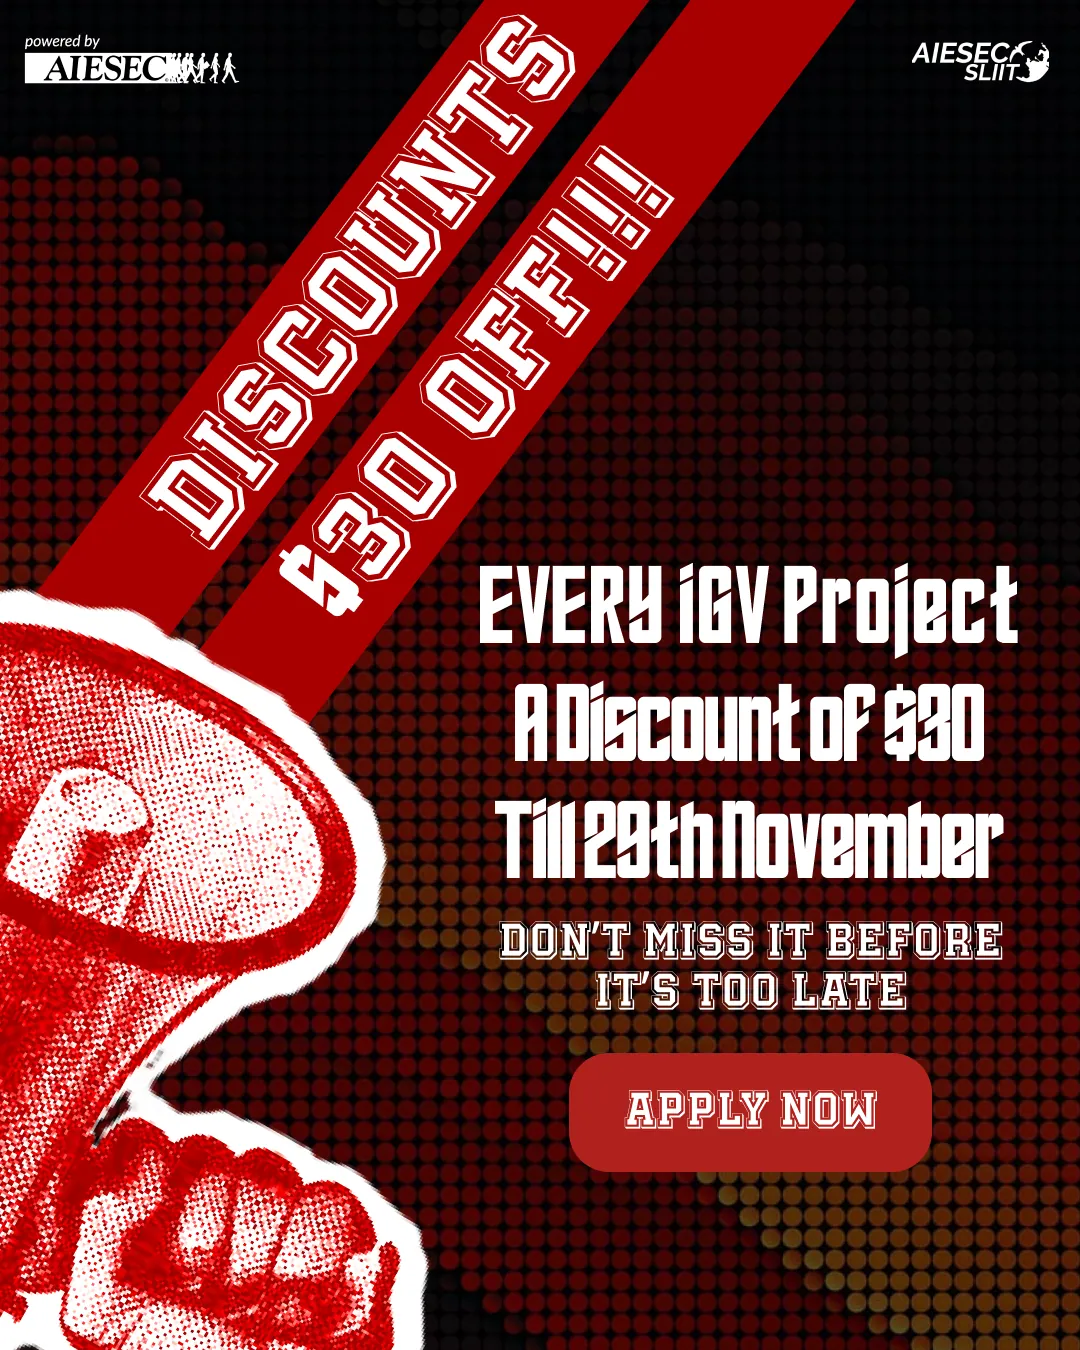 powered by
AIESEC
AIESEC
SLIIT
DISCOUNTS
$30 OFF!!!
EVERY iGV Project
A Discount of $30
Till 29th November
DON'T MISS IT BEFORE
IT'S TOO LATE
APPLY NOW